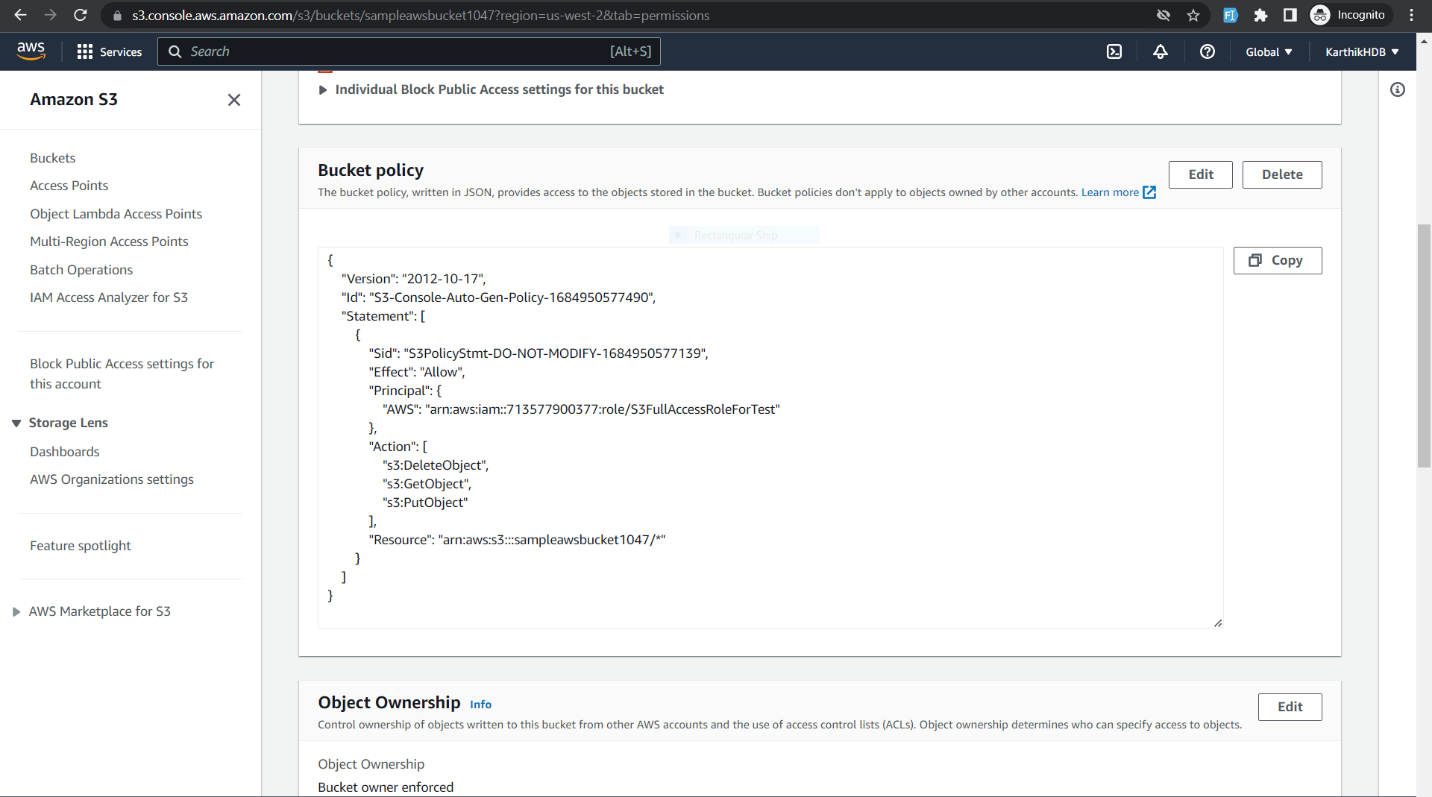 s3.console.aws.amazon.com/s3/buckets/sampleawsbucket1047?region=us-west-2&tab=permissions
Incognito
aws
Services
Search
[Alt+S]
Global
KarthikHDB
Amazon S3
Buckets
Access Points
Object Lambda Access Points
Multi-Region Access Points
Batch Operations
IAM Access Analyzer for S3
Block Public Access settings for
this account
Storage Lens
Dashboards
AWS Organizations settings
Feature spotlight
AWS Marketplace for S3
Individual Block Public Access settings for this bucket
Bucket policy
Edit
Delete
The bucket policy, written in JSON, provides access to the objects stored in the bucket. Bucket policies don't apply to objects owned by other accounts. Learn more
Rectangular Snip
Copy
{
"Version": "2012-10-17",
"Id": "S3-Console-Auto-Gen-Policy-1684950577490",
"Statement": [
{
"Sid": "S3PolicyStmt-DO-NOT-MODIFY-1684950577139",
"Effect": "Allow",
"Principal": {
"AWS": "arn:aws:iam::713577900377:role/S3FullAccessRoleForTest"
},
"Action": [
"s3:DeleteObject",
"s3:GetObject",
"s3:PutObject"
],
"Resource": "arn:aws:s3:::sampleawsbucket1047/*"
}
]
}
Object Ownership Info
Edit
Control ownership of objects written to this bucket from other AWS accounts and the use of access control lists (ACLs). Object ownership determines who can specify access to objects.
Object Ownership
Bucket owner enforced